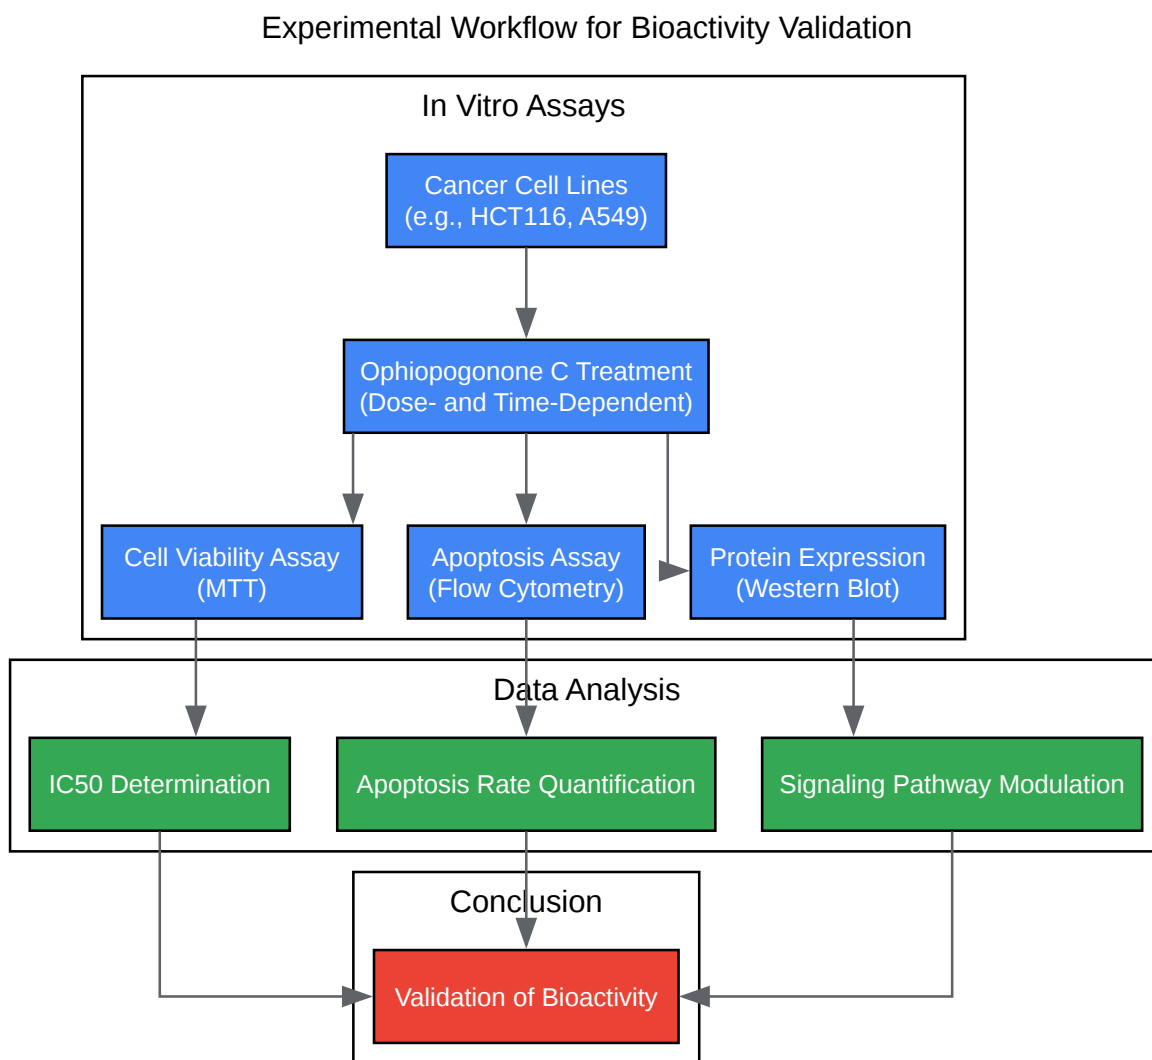 Experimental Workflow for Bioactivity Validation
In Vitro Assays
Cancer Cell Lines
(e.g., HCT116, A549)
Ophiopogonone C Treatment
(Dose- and Time-Dependent)
Cell Viability Assay
(MTT)
Apoptosis Assay
(Flow Cytometry)
Protein Expression
(Western Blot)
Data Analysis
IC50 Determination
Apoptosis Rate Quantification
Signaling Pathway Modulation
Conclusion
Validation of Bioactivity